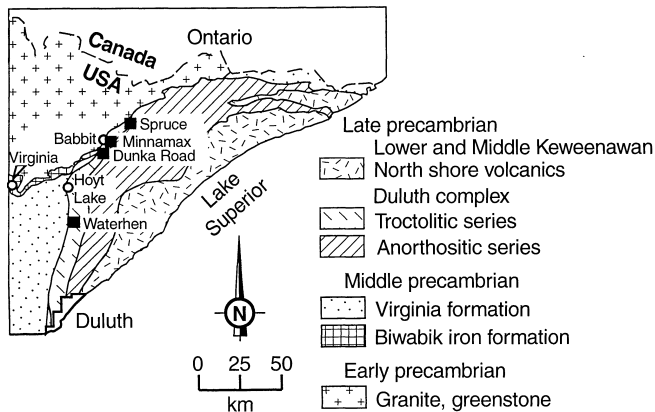 Canada
Ontario
USA
Spruce
Babbit
Minnamax
Dunka Road
Virginia
Hoyt
Lake
Waterhen
Lake
Superior
Duluth
N
0 25 50
km
Late precambrian
Lower and Middle Keweenawan
North shore volcanics
Duluth complex
Troctolitic series
Anorthositic series
Middle precambrian
Virginia formation
Biwabik iron formation
Early precambrian
Granite, greenstone